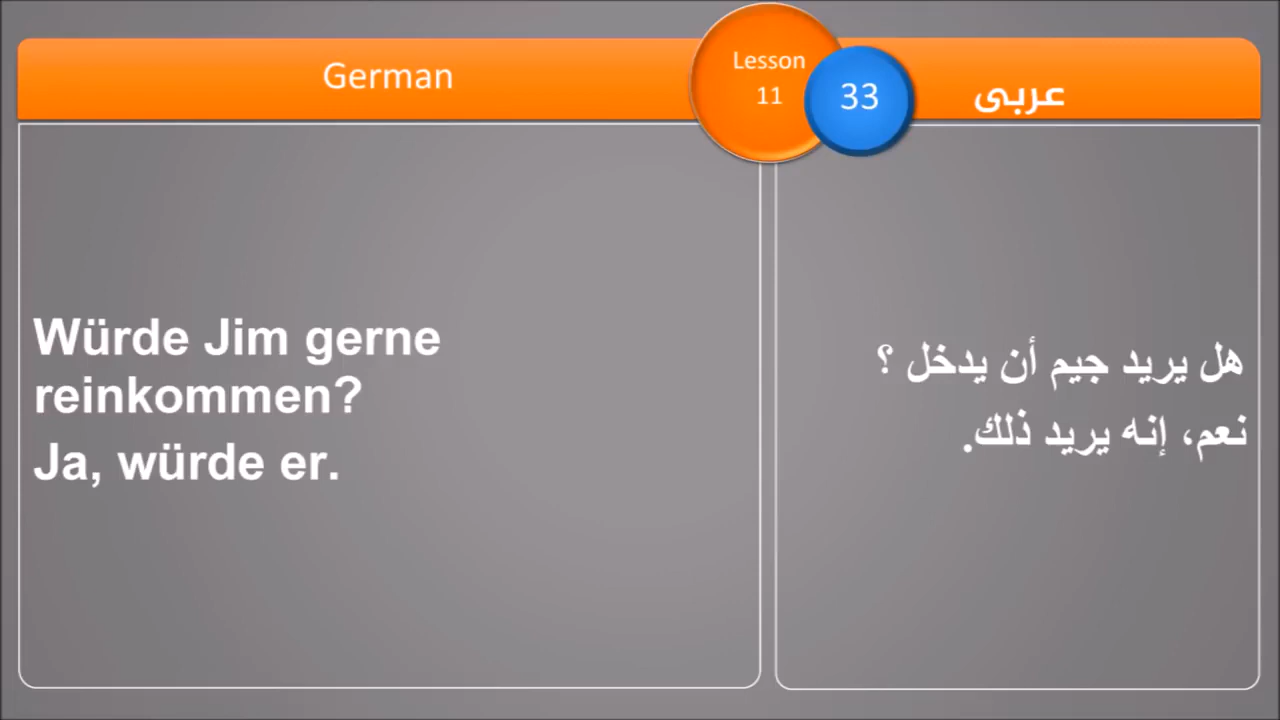 German
Lesson
11
33
عربى
Würde Jim gerne
reinkommen?
Ja, würde er.
هل يريد جيم أن يدخل ؟
نعم، إنه يريد ذلك.